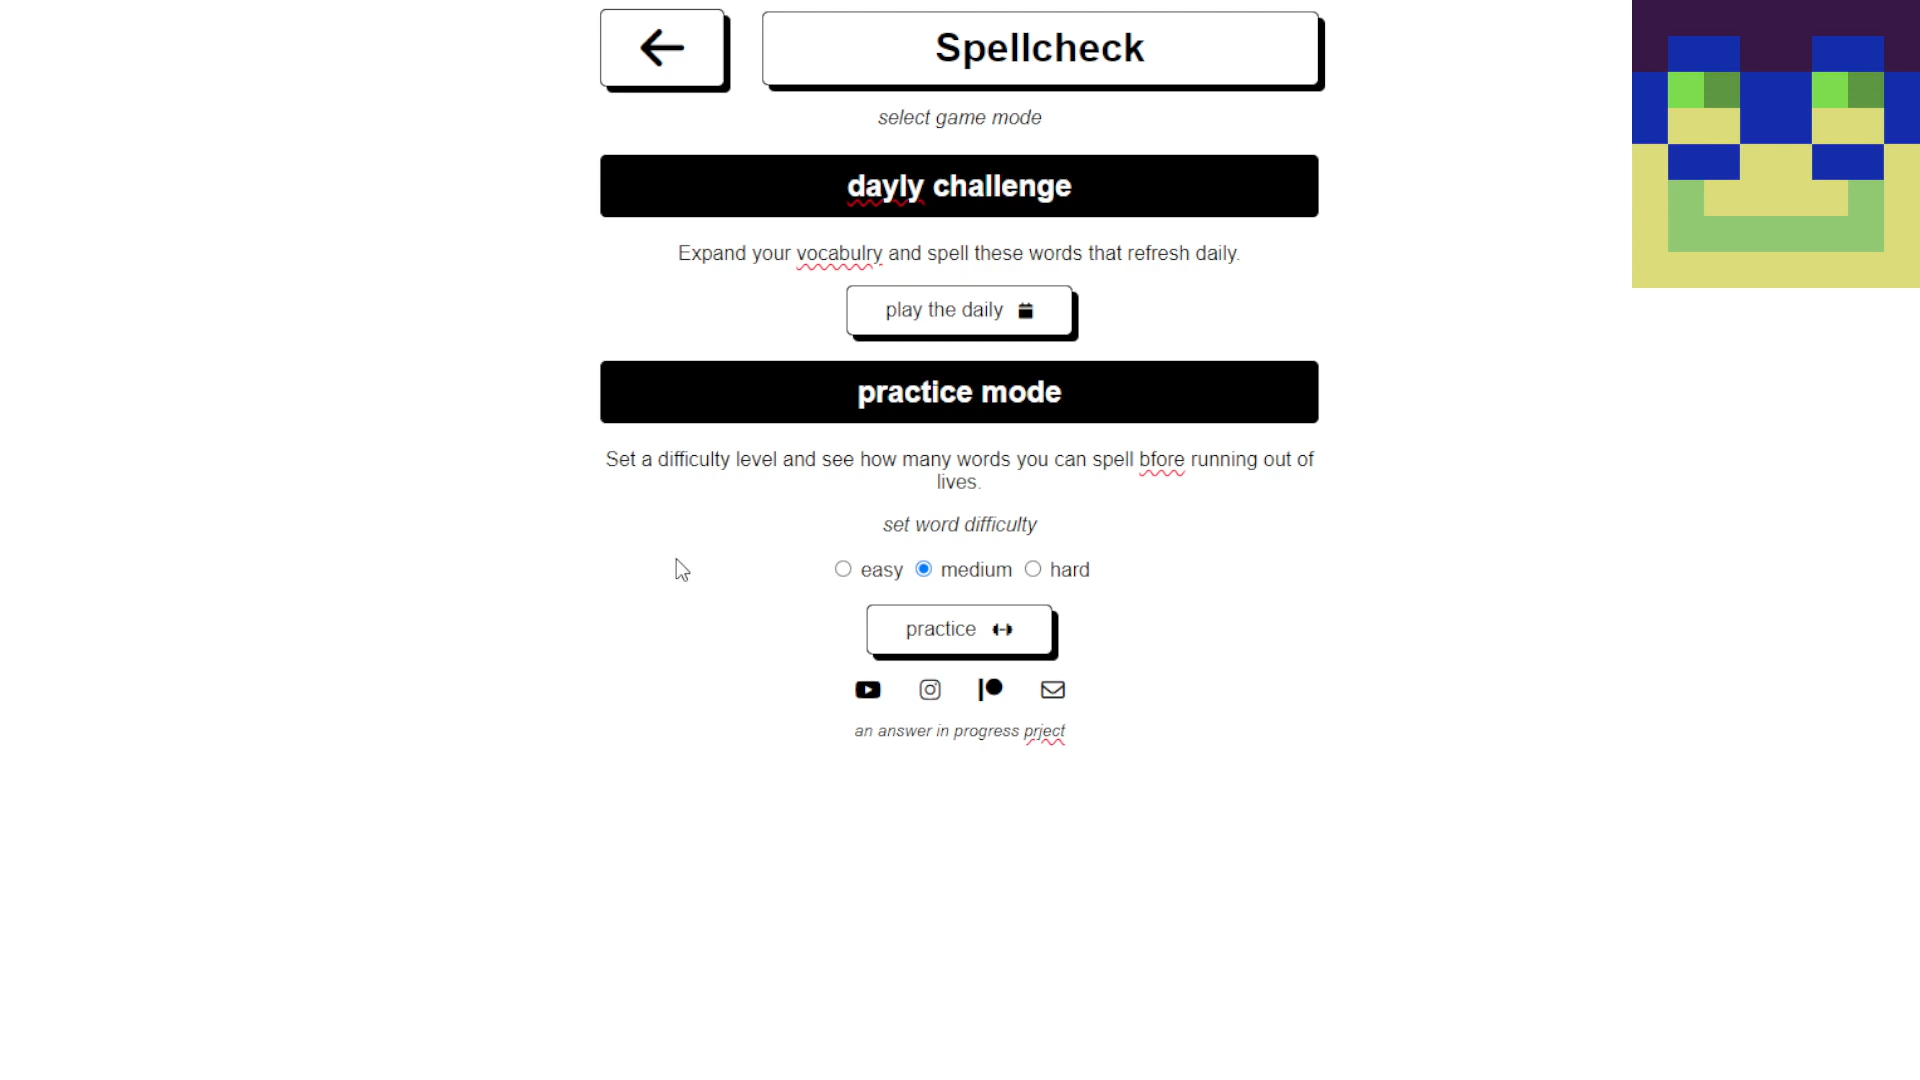 Spellcheck
select game mode
dayly challenge
Expand your vocabulry and spell these words that refresh daily.
play the daily
practice mode
Set a difficulty level and see how many words you can spell bfore running out of
lives.
set word difficulty
easy medium hard
practice
an answer in progress prject